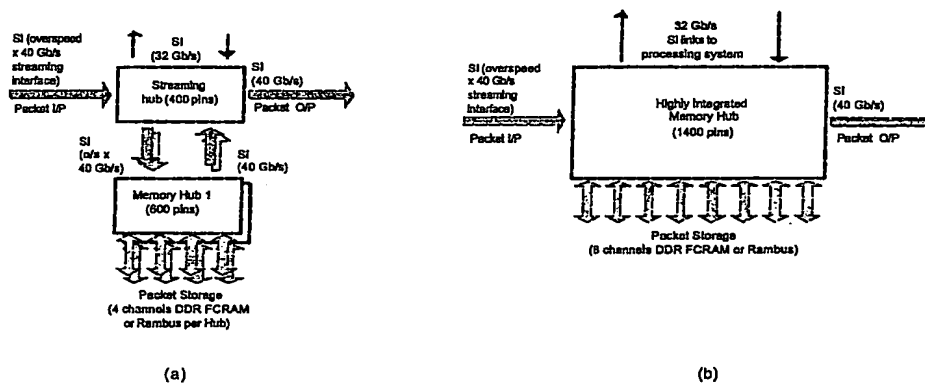 SI (overspeed
x 40 Gb/s
streaming
interface)
Packet I/P
SI
(32 Gb/s)
Streaming
hub (400 pins)
SI
(40 Gb/s)
Packet O/P
SI
(o/s x
40 Gb/s)
SI
(40 Gb/s)
Memory Hub 1
(600 pins)
Packet Storage
(4 channels DDR FCRAM
or Rambus per Hub)
(a)
32 Gb/s
SI links to
processing system
SI (overspeed
x 40 Gb/s
streaming
interface)
Packet I/P
Highly Integrated
Memory Hub
(1400 pins)
SI
(40 Gb/s)
Packet O/P
Packet Storage
(8 channels DDR FCRAM or Rambus)
(b)